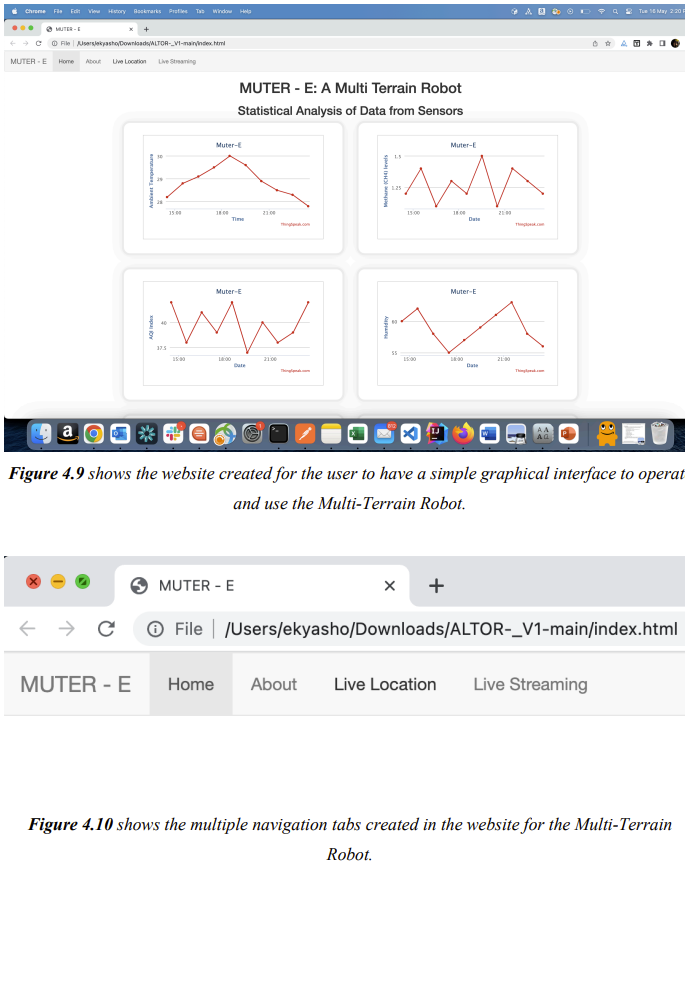 Chrome File Edit View History Bookmarks Profiles Tab Window Help Tue 16 May 2:30 P
MUTER - E
File /Users/ekyasho/Downloads/ALTOR-_V1-main/index.html
MUTER - E Home About Live Location Live Streaming
MUTER - E: A Multi Terrain Robot
Statistical Analysis of Data from Sensors
Muter-E
Ambient Temperature
30
29
28
15:00 18:00 21:00
Time
ThingSpeak.com
Muter-E
Methane (CH4) levels
1.5
1.25
15:00 18:00 21:00
Date
ThingSpeak.com
Muter-E
AQI Index
40
37.5
15:00 18:00 21:00
Date
ThingSpeak.com
Muter-E
Humidity
60
55
15:00 18:00 21:00
Date
ThingSpeak.com
Figure 4.9 shows the website created for the user to have a simple graphical interface to operat
and use the Multi-Terrain Robot.
MUTER - E
File /Users/ekyasho/Downloads/ALTOR-_V1-main/index.html
MUTER - E Home About Live Location Live Streaming
Figure 4.10 shows the multiple navigation tabs created in the website for the Multi-Terrain
Robot.